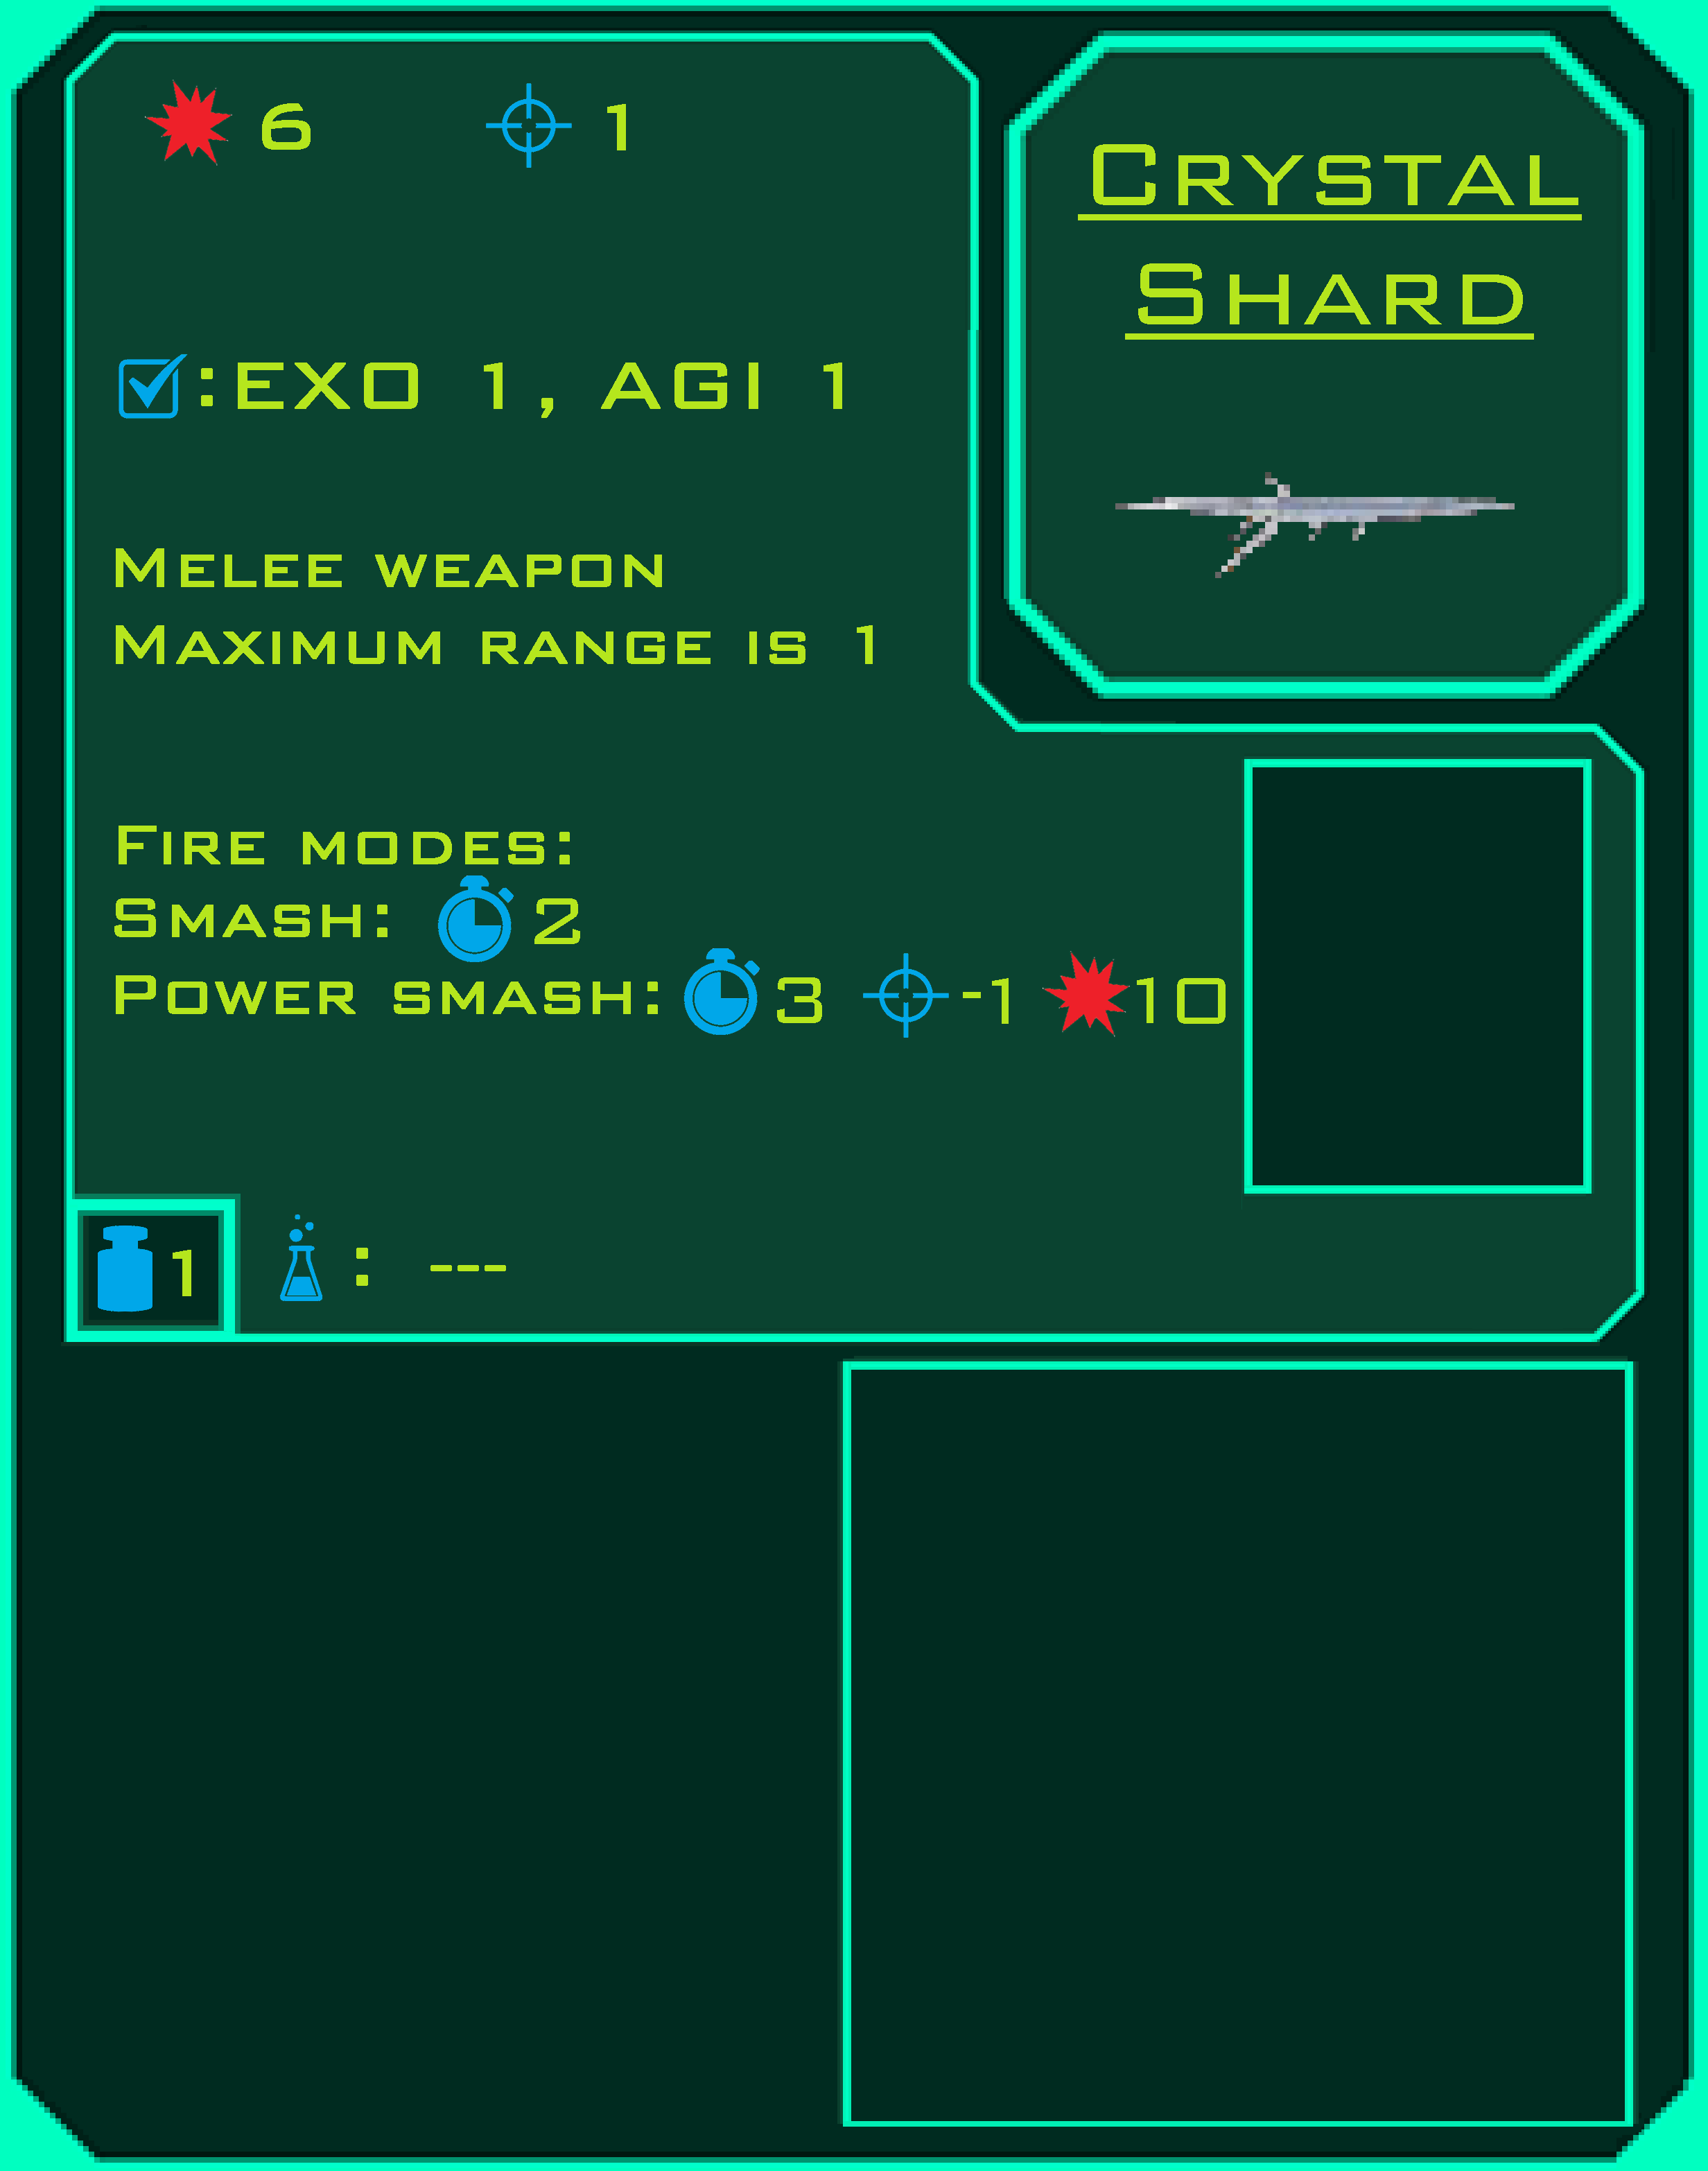 6 1
Crystal
Shard
:EXO 1, AGI 1
Melee weapon
Maximum range is 1
Fire modes:
Smash: 2
Power smash: 3 -1 10
1 : ---